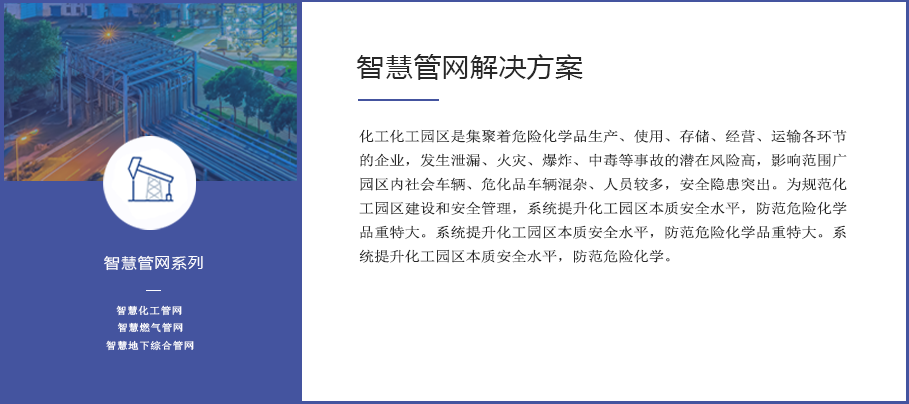 智慧管网系列
智慧化工管网
智慧燃气管网
智慧地下综合管网
智慧管网解决方案
化工化工园区是集聚着危险化学品生产、使用、存储、经营、运输各环节
的企业，发生泄漏、火灾、爆炸、中毒等事故的潜在风险高，影响范围广
园区内社会车辆、危化品车辆混杂、人员较多，安全隐患突出。为规范化
工园区建设和安全管理，系统提升化工园区本质安全水平，防范危险化学
品重特大。系统提升化工园区本质安全水平，防范危险化学品重特大。系
统提升化工园区本质安全水平，防范危险化学。